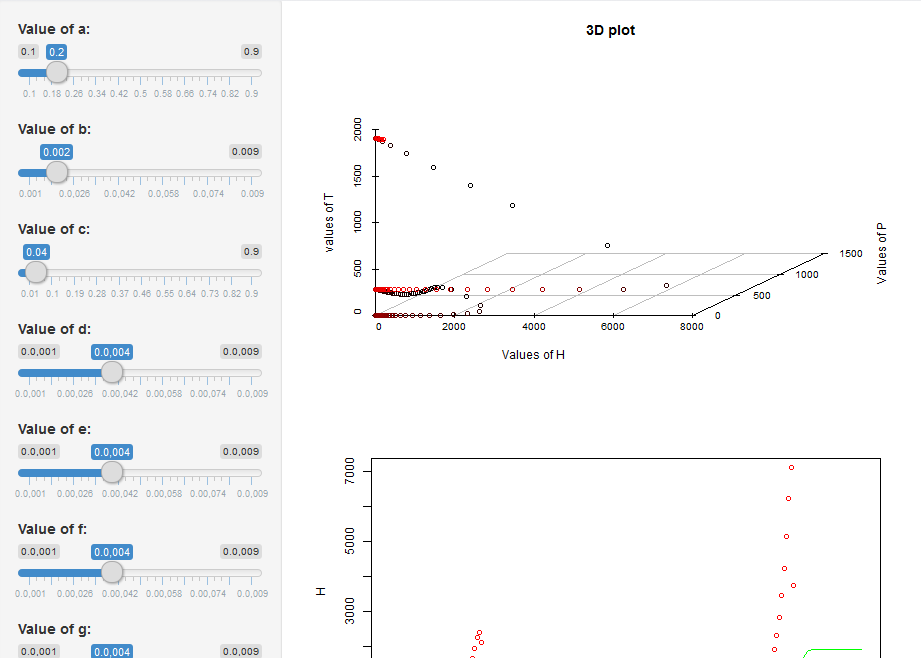 Value of a:
0.1 0.2 0.9
0.1 0.18 0.26 0.34 0.42 0.5 0.58 0.66 0.74 0.82 0.9
Value of b:
0.002 0.009
0.001 0.0,026 0.0,042 0.0,058 0.0,074 0.009
Value of c:
0.04 0.9
0.01 0.1 0.19 0.28 0.37 0.46 0.55 0.64 0.73 0.82 0.9
Value of d:
0.0,001 0.0,004 0.0,009
0.0,001 0.00,026 0.0,042 0.00,058 0.00,074 0.0,009
Value of e:
0.0,001 0.0,004 0.0,009
0.0,001 0.00,026 0.0,042 0.00,058 0.00,074 0.0,009
Value of f:
0.0,001 0.0,004 0.0,009
0.0,001 0.00,026 0.0,042 0.00,058 0.00,074 0.0,009
Value of g:
0.0,001 0.0,004 0.0,009
3D plot
values of T
2000
1500
1000
500
0
0 2000 4000 6000 8000
Values of H
0
500
1000
1500
Values of P
H
7000
5000
3000